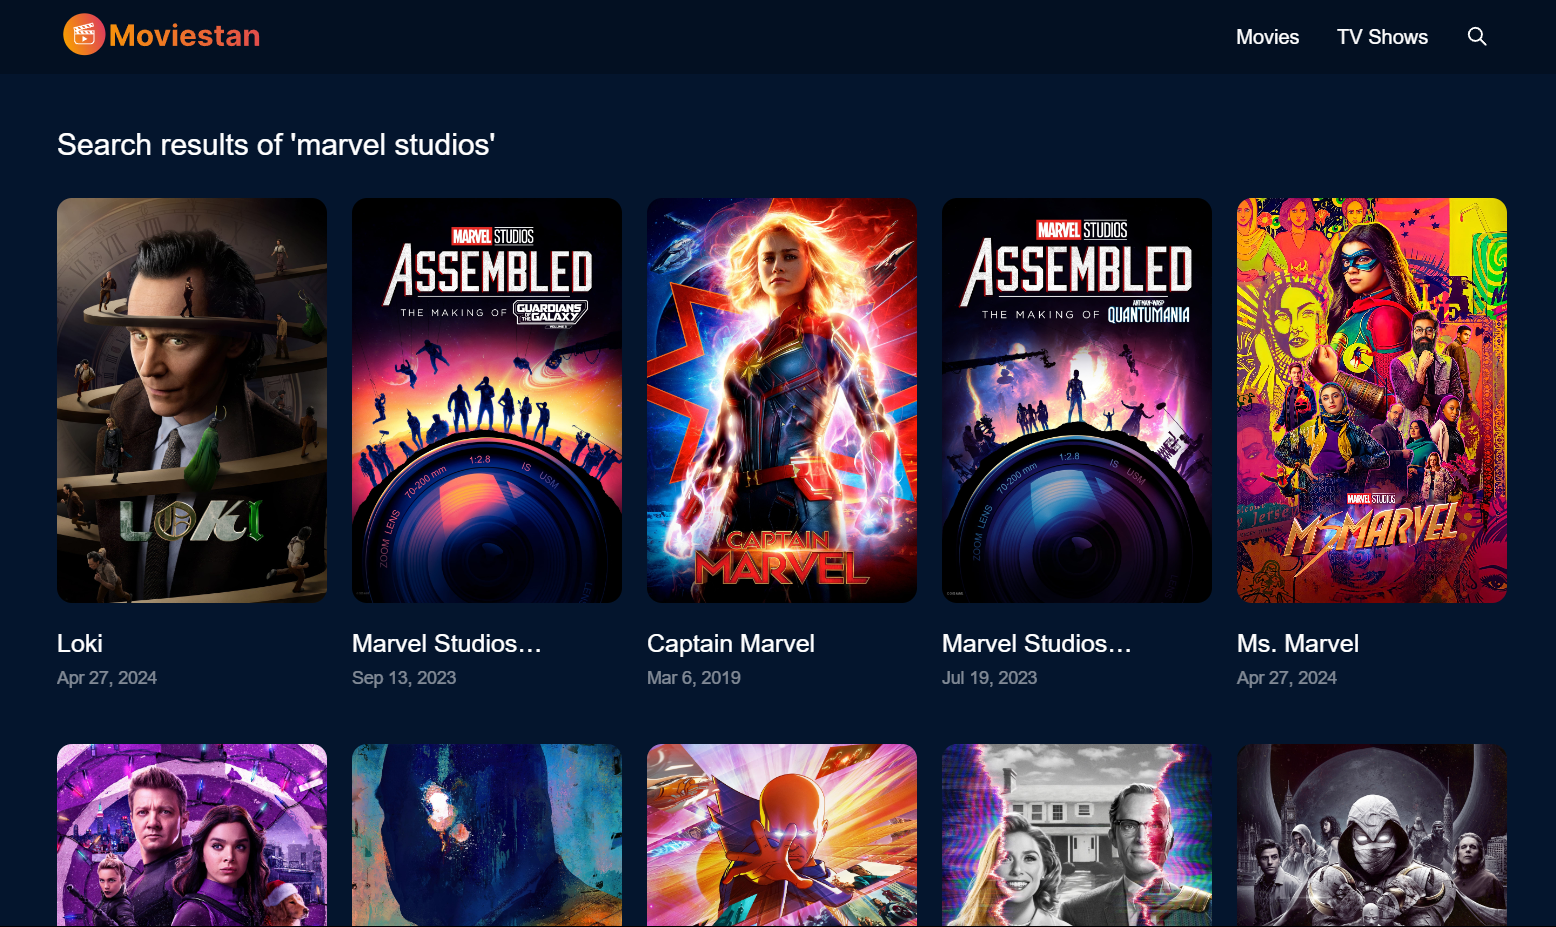 Moviestan
Movies
TV Shows
Search results of 'marvel studios'
LOKI
MARVEL STUDIOS
ASSEMBLED
THE MAKING OF GUARDIANS OF THE GALAXY
VOLUME 3
70-200 mm 1:2.8 IS USM
ZOOM LENS
CAPTAIN
MARVEL
MARVEL STUDIOS
ASSEMBLED
THE MAKING OF ANT-MAN AND THE WASP QUANTUMANIA
70-200 mm 1:2.8 IS USM
ZOOM LENS
MARVEL STUDIOS
MS MARVEL
Loki
Apr 27, 2024
Marvel Studios...
Sep 13, 2023
Captain Marvel
Mar 6, 2019
Marvel Studios...
Jul 19, 2023
Ms. Marvel
Apr 27, 2024